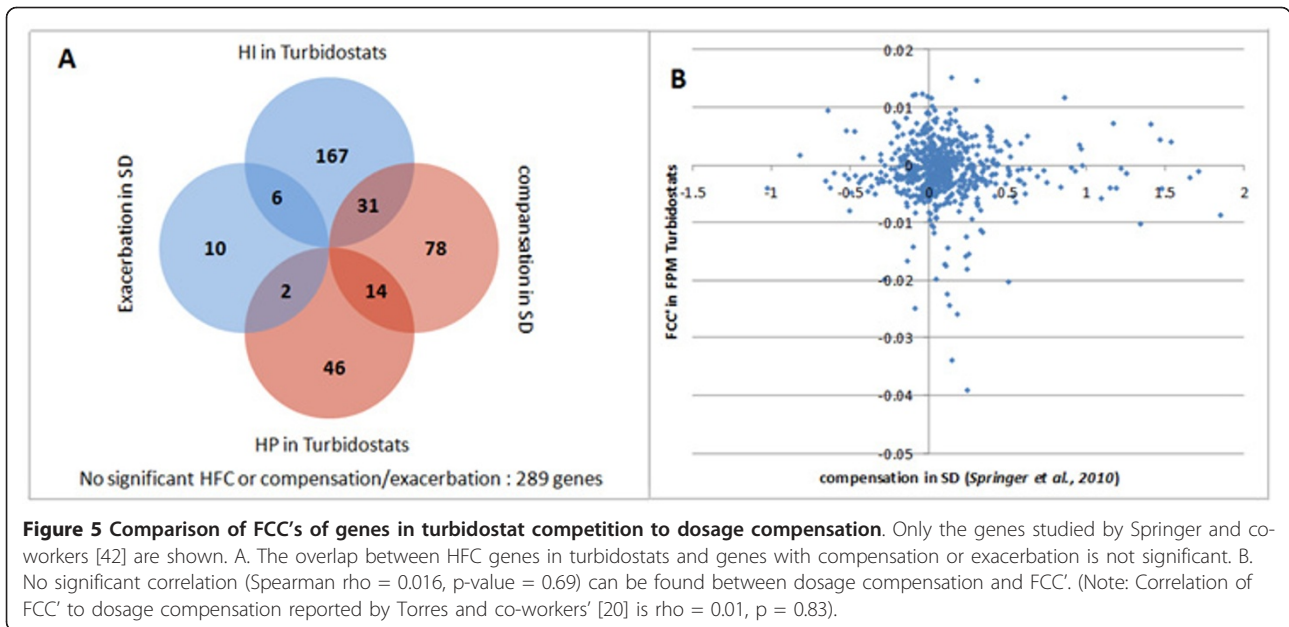 A
HI in Turbidostats
167
Exacerbation in SD
6
31
10
78
compansation in SD
2
14
46
HP in Turbidostats
No significant HFC or compensation/exacerbation : 289 genes
B
0.02
0.01
0
-1.5
-1
-0.5
0
0.5
1
1.5
2
-0.01
-0.02
-0.03
-0.04
-0.05
FCC' in FPM Turbidostats
compensation in SD (Springer et al., 2010)
Figure 5 Comparison of FCC's of genes in turbidostat competition to dosage compensation. Only the genes studied by Springer and co-
workers [42] are shown. A. The overlap between HFC genes in turbidostats and genes with compensation or exacerbation is not significant. B.
No significant correlation (Spearman rho = 0.016, p-value = 0.69) can be found between dosage compensation and FCC'. (Note: Correlation of
FCC' to dosage compensation reported by Torres and co-workers' [20] is rho = 0.01, p = 0.83).